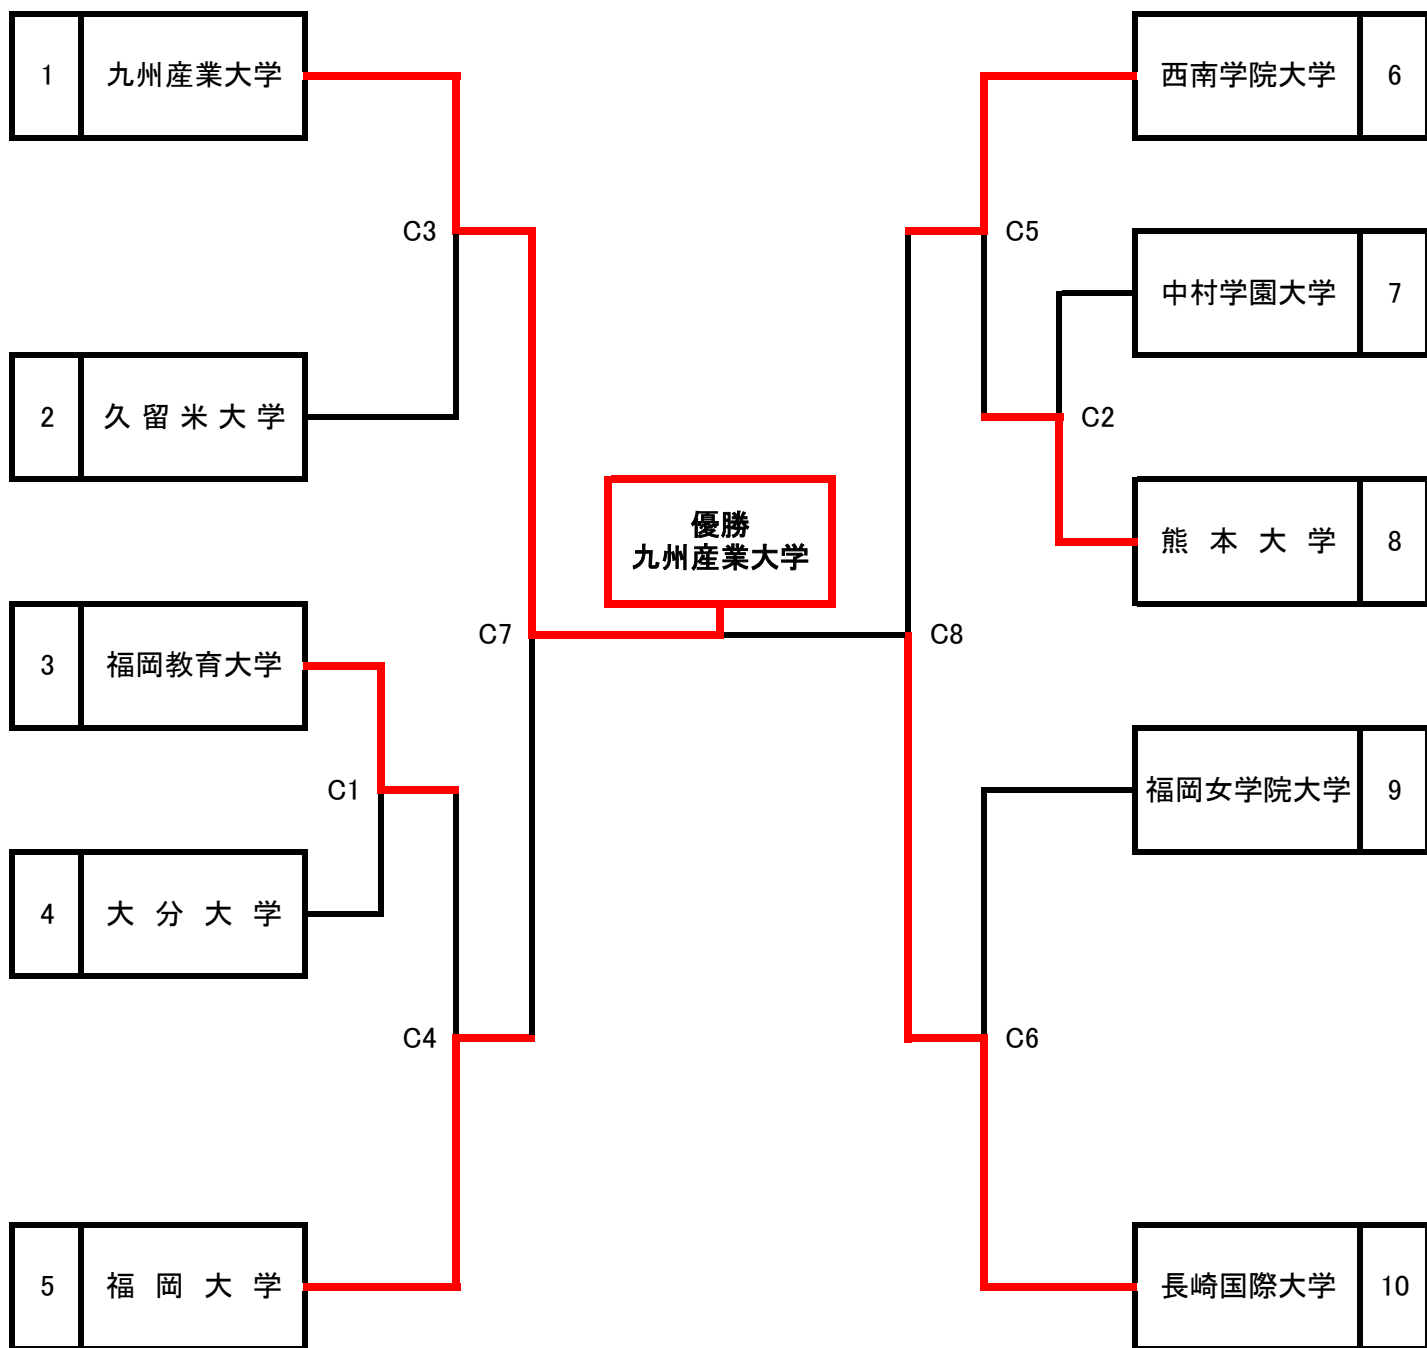 1 九州産業大学
C3
2 久留米大学
3 福岡教育大学
C1
4 大分大学
C4
5 福岡大学
C7
優勝
九州産業大学
C8
西南学院大学 6
C5
中村学園大学 7
C2
熊本大学 8
福岡女学院大学 9
C6
長崎国際大学 10